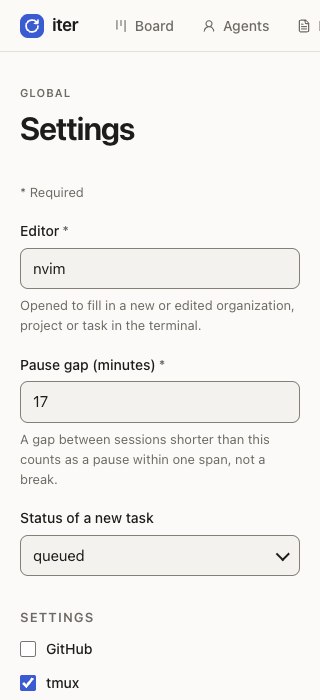 iter
Board
Agents
GLOBAL
Settings
* Required
Editor *
nvim
Opened to fill in a new or edited organization,
project or task in the terminal.
Pause gap (minutes) *
17
A gap between sessions shorter than this
counts as a pause within one span, not a
break.
Status of a new task
queued
SETTINGS
GitHub
tmux